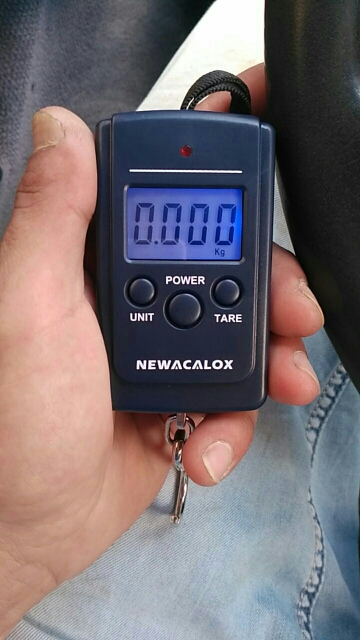 0.000
Kg
POWER
UNIT TARE
NEWACALOX